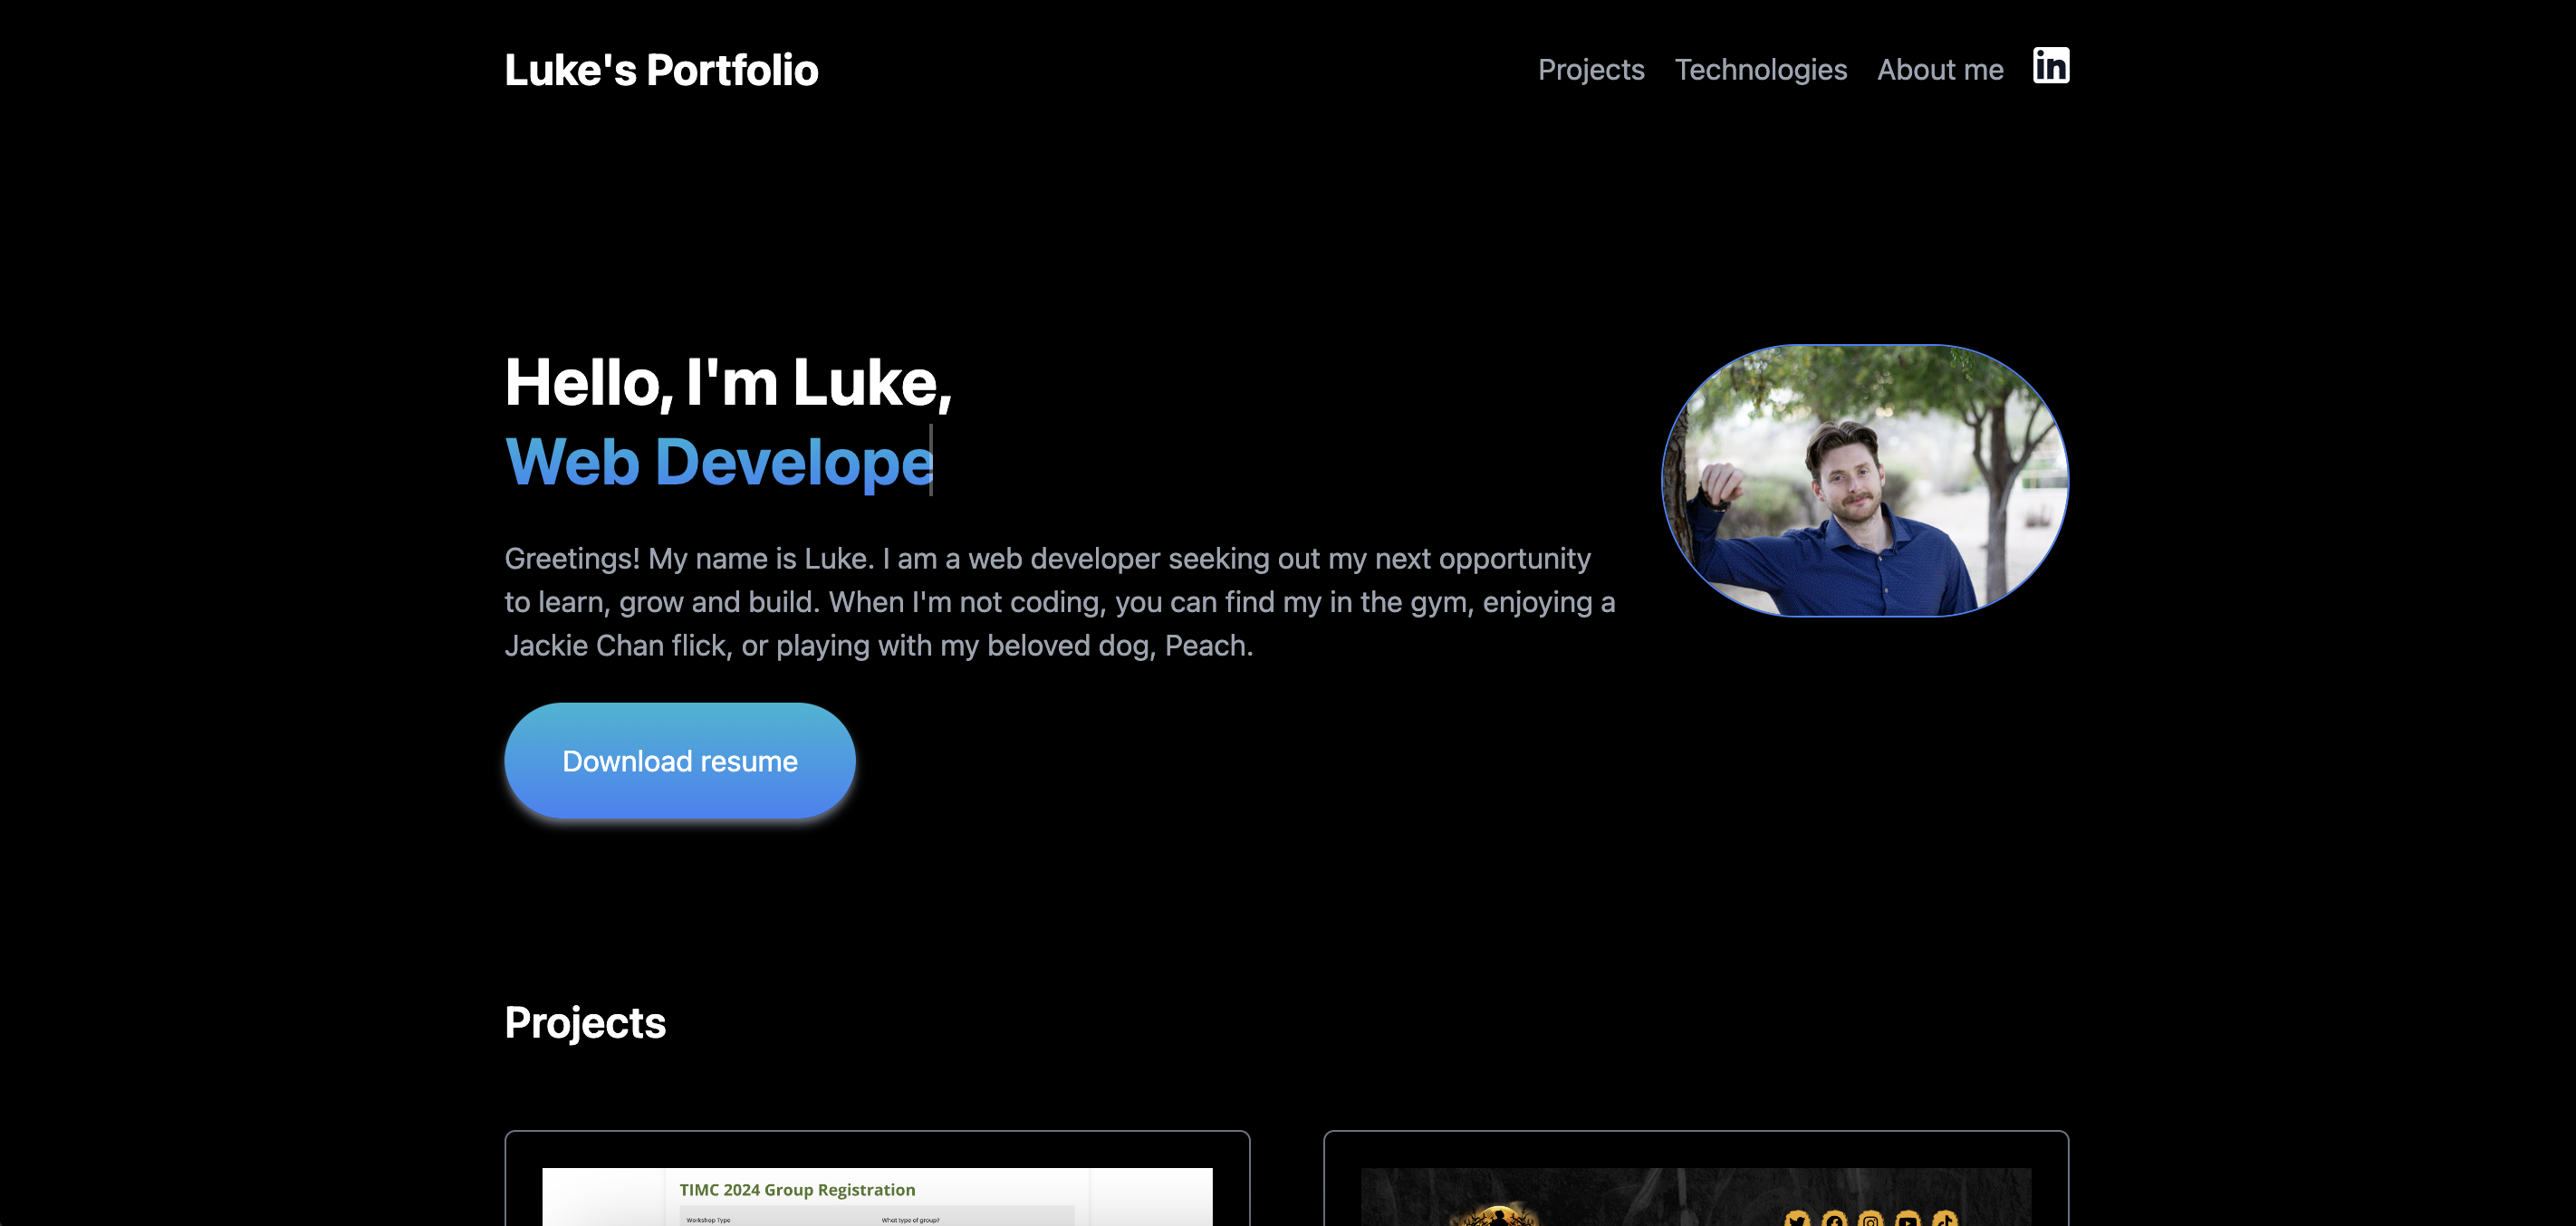 Luke's Portfolio
Projects Technologies About me in
Hello, I'm Luke,
Web Develope
Greetings! My name is Luke. I am a web developer seeking out my next opportunity
to learn, grow and build. When I'm not coding, you can find my in the gym, enjoying a
Jackie Chan flick, or playing with my beloved dog, Peach.
Download resume
Projects
TIMC 2024 Group Registration
Workshop Type What type of group?